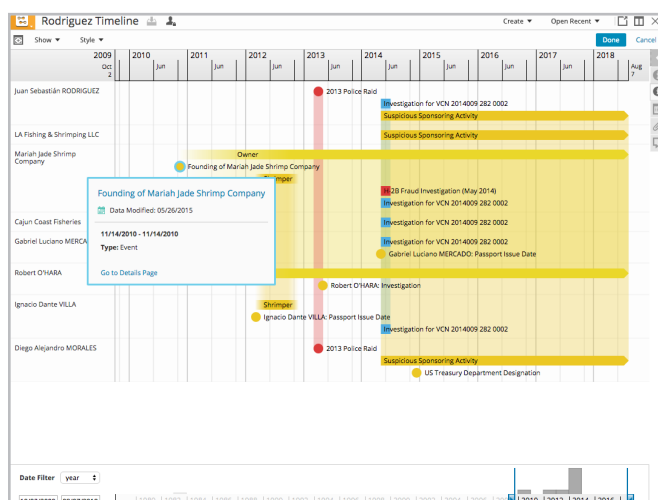 Rodriguez Timeline
Create ▼ Open Recent ▼
Show ▼ Style ▼
Done Cancel
2009 2010 2011 2012 2013 2014 2015 2016 2017 2018
Oct Jun Jun Jun Jun Jun Jun Jun Jun Aug
2 7
Juan Sebastián RODRIGUEZ
2013 Police Raid
Investigation for VCN 2014009 282 0002
Suspicious Sponsoring Activity
LA Fishing & Shrimping LLC
Suspicious Sponsoring Activity
Mariah Jade Shrimp
Company
Owner
Founding of Mariah Jade Shrimp Company
Shrimper
H-2B Fraud Investigation (May 2014)
Investigation for VCN 2014009 282 0002
Founding of Mariah Jade Shrimp Company
Data Modified: 05/26/2015
11/14/2010 - 11/14/2010
Type: Event
Go to Details Page
Cajun Coast Fisheries
Investigation for VCN 2014009 282 0002
Gabriel Luciano MERCA
Investigation for VCN 2014009 282 0002
Gabriel Luciano MERCADO: Passport Issue Date
Robert O'HARA
Robert O'HARA: Investigation
Ignacio Dante VILLA
Shrimper
Ignacio Dante VILLA: Passport Issue Date
Investigation for VCN 2014009 282 0002
Diego Alejandro MORALES
2013 Police Raid
Suspicious Sponsoring Activity
US Treasury Department Designation
Date Filter year
2010 2012 2014 2016